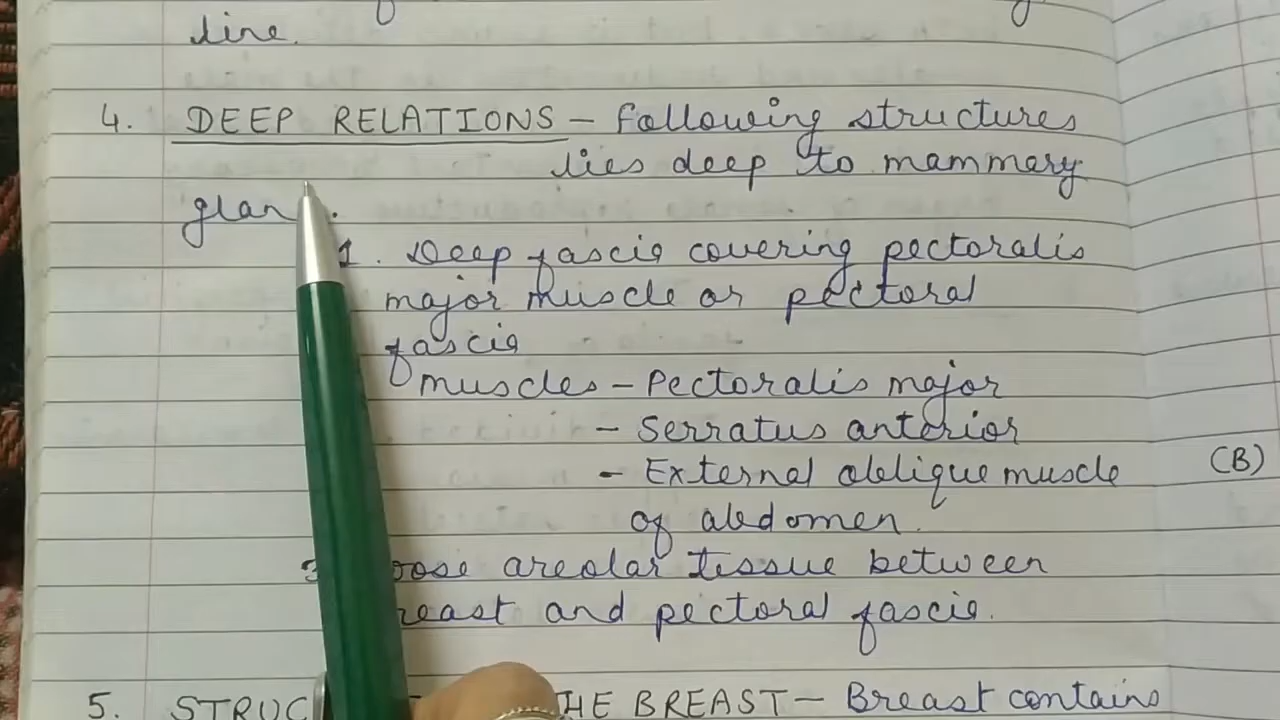 line.
4. DEEP RELATIONS - Following structures
lies deep to mammary
glan .
1. Deep fascia covering pectoralis
major muscle or pectoral
fascia
muscles - Pectoralis major
- Serratus anterior
- External oblique muscle (B)
of abdomen.
3 oose areolar tissue between
reast and pectoral fascia.
5. STRUC THE BREAST - Breast contains